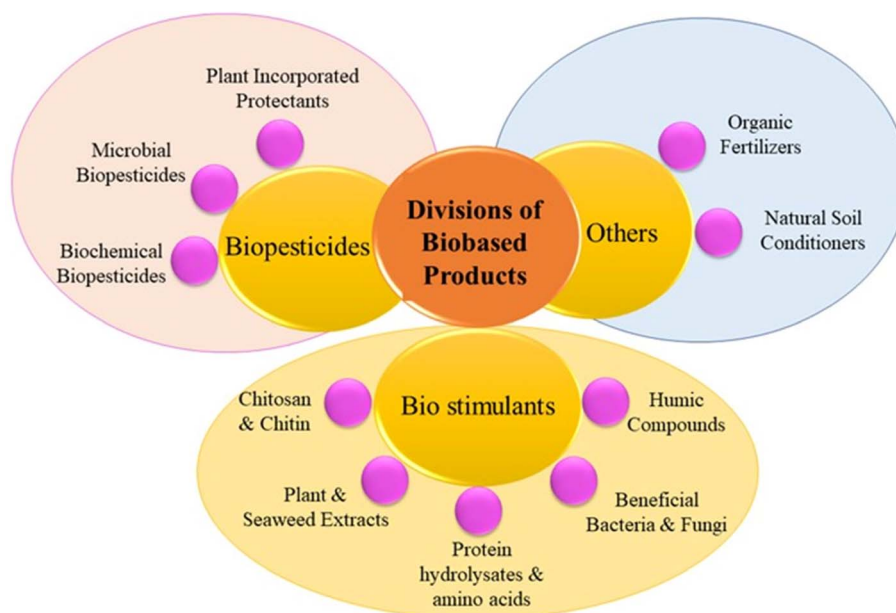 Plant Incorporated
Protectants
Microbial
Biopesticides
Biochemical
Biopesticides
Biopesticides
Divisions of
Biobased
Products
Others
Organic
Fertilizers
Natural Soil
Conditioners
Bio stimulants
Chitosan
& Chitin
Plant &
Seaweed Extracts
Protein
hydrolysates &
amino acids
Beneficial
Bacteria & Fungi
Humic
Compounds